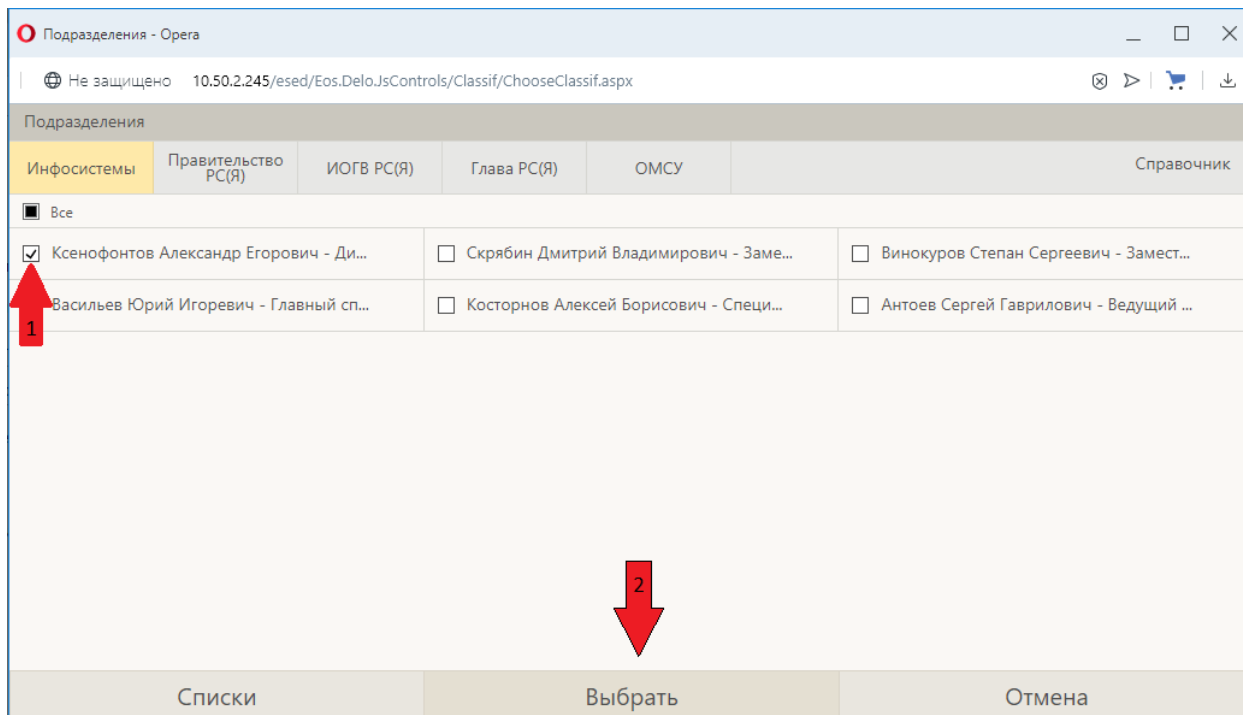 Подразделения - Opera
Не защищено 10.50.2.245/esed/Eos.Delo.JsControls/Classif/ChooseClassif.aspx
Подразделения
Инфосистемы Правительство РС(Я) ИОГВ РС(Я) Глава РС(Я) ОМСУ Справочник
Все
Ксенофонтов Александр Егорович - Ди... Скрябин Дмитрий Владимирович - Заме... Винокуров Степан Сергеевич - Замест...
Васильев Юрий Игоревич - Главный сп... Косторнов Алексей Борисович - Специ... Антоев Сергей Гаврилович - Ведущий ...
1
2
Списки Выбрать Отмена